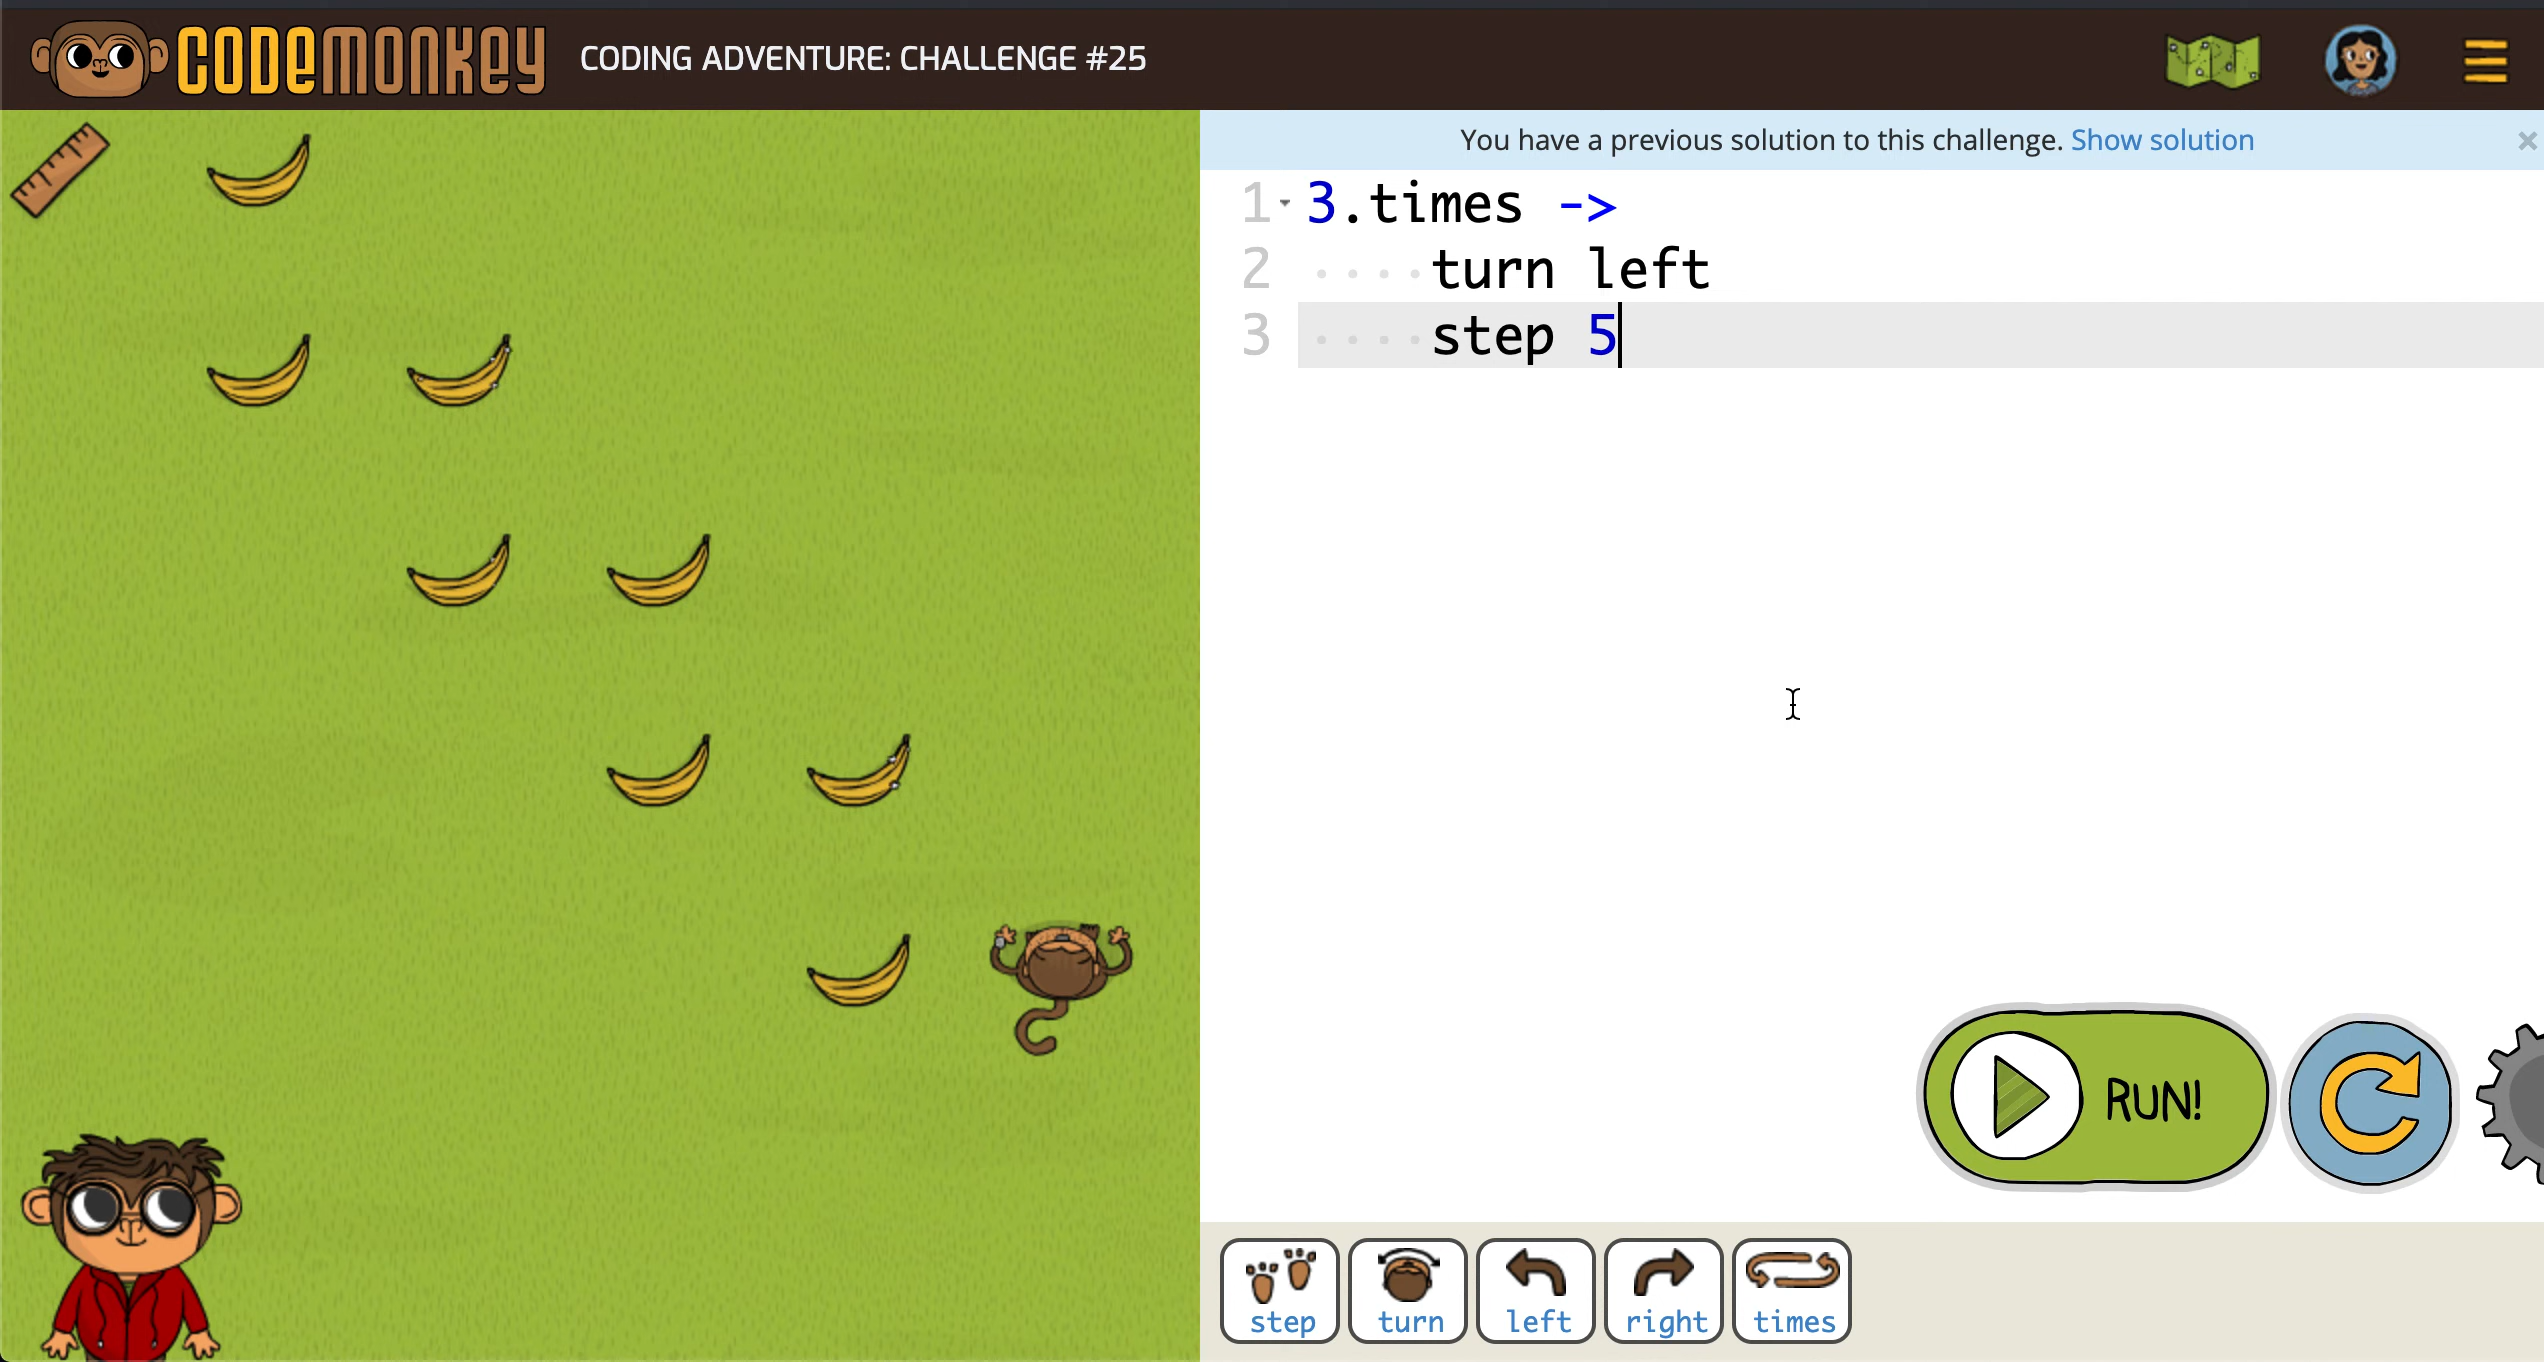 CODEMONKEY CODING ADVENTURE: CHALLENGE #25
You have a previous solution to this challenge. Show solution ×
1 3.times ->
2 turn left
3 step 5
RUN!
step turn left right times